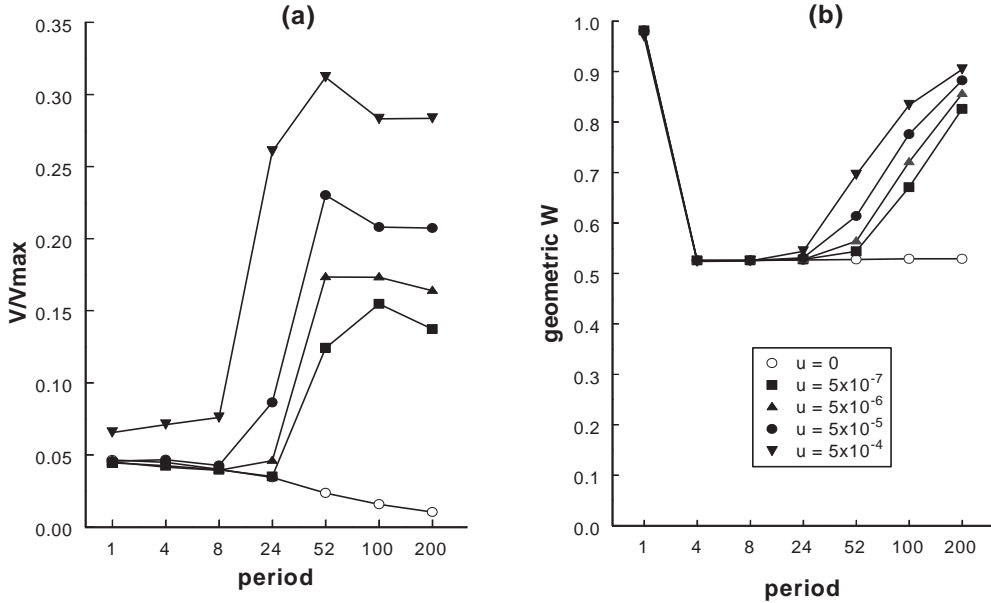 (a)
0.35
0.30
0.25
0.20
0.15
0.10
0.05
0.00
V/Vmax
1 4 8 24 52 100 200
period
(b)
1.0
0.9
0.8
0.7
0.6
0.5
0.4
0.3
0.2
0.1
0.0
geometric W
u = 0
u = 5x10⁻⁷
u = 5x10⁻⁶
u = 5x10⁻⁵
u = 5x10⁻⁴
1 4 8 24 52 100 200
period